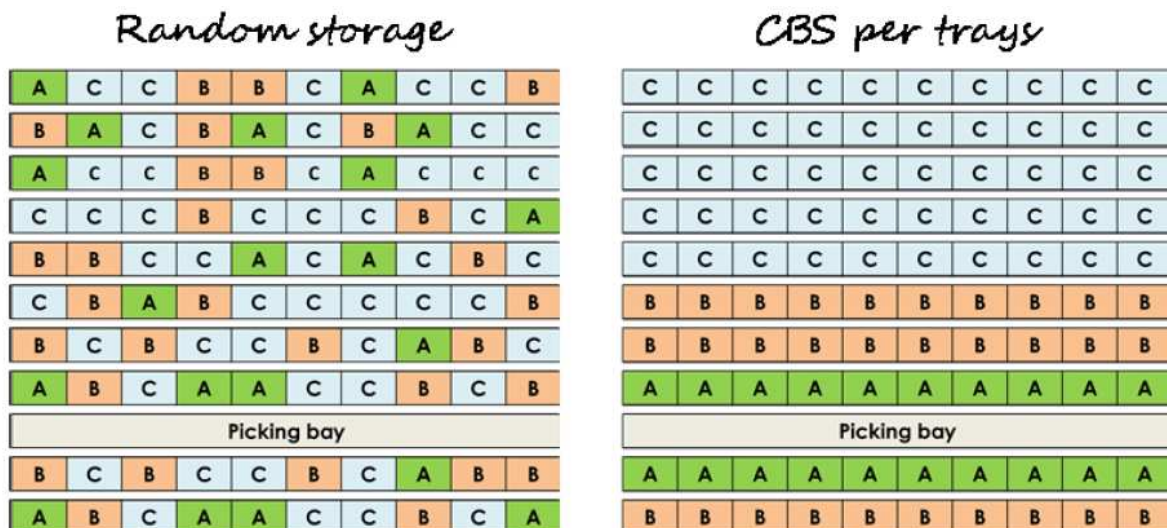 Random storage
A C C B B C A C C B
B A C B A C B A C C
A C C B B C A C C C
C C C B C C C B C A
B B C C A C A C B C
C B A B C C C C C B
B C B C C B C A B C
A B C A A C C B C B
Picking bay
B C B C C B C A B B
A B C A A C C B C A
CBS per trays
C C C C C C C C C C
C C C C C C C C C C
C C C C C C C C C C
C C C C C C C C C C
C C C C C C C C C C
B B B B B B B B B B
B B B B B B B B B B
A A A A A A A A A A
Picking bay
A A A A A A A A A A
B B B B B B B B B B